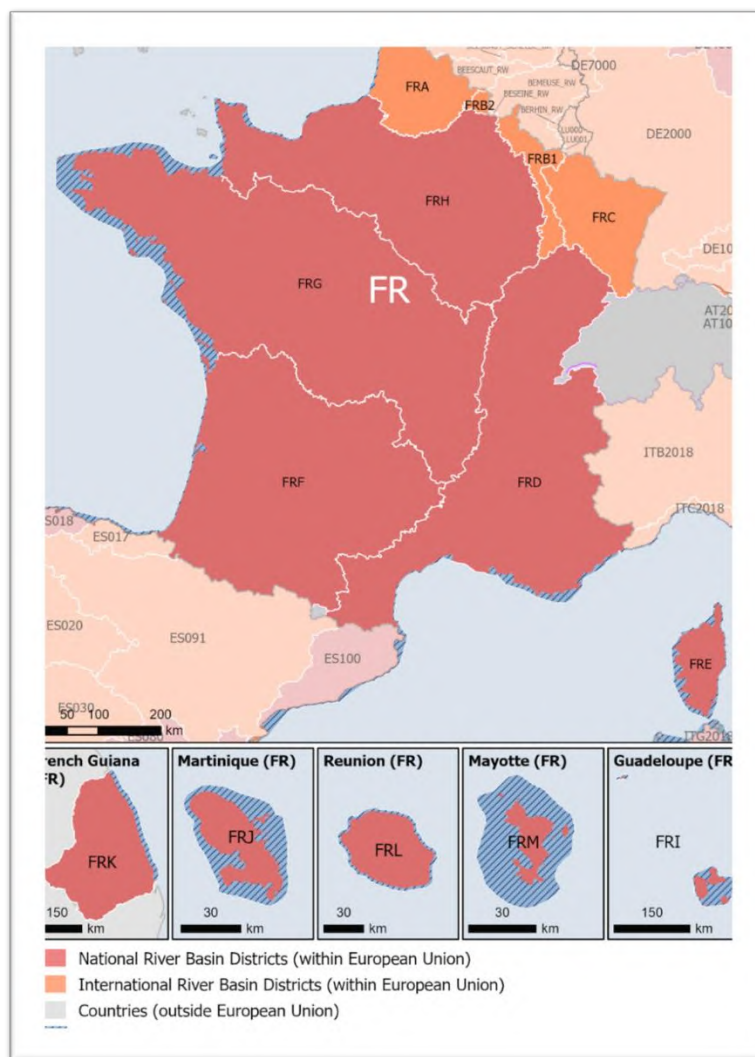 DE7000
BEESCAUT_RW
FRA
BEMEUSE_RW
BESEINE_RW
FRB2
BERHIN_RW
LU000
LU001
DE2000
FRB1
FRH
FRC
DE10
FRG
FR
AT20
AT10
ITB2018
FRF
FRD
ITC2018
S018
ES017
ES020
ES091
ES100
FRE
ES030
50 100 200
km
rench Guiana
FR)
Martinique (FR)
Reunion (FR)
Mayotte (FR)
Guadeloupe (FR
FRK
FRJ
FRL
FRM
FRI
150
km
30
km
30
km
30
km
150
km
National River Basin Districts (within European Union)
International River Basin Districts (within European Union)
Countries (outside European Union)